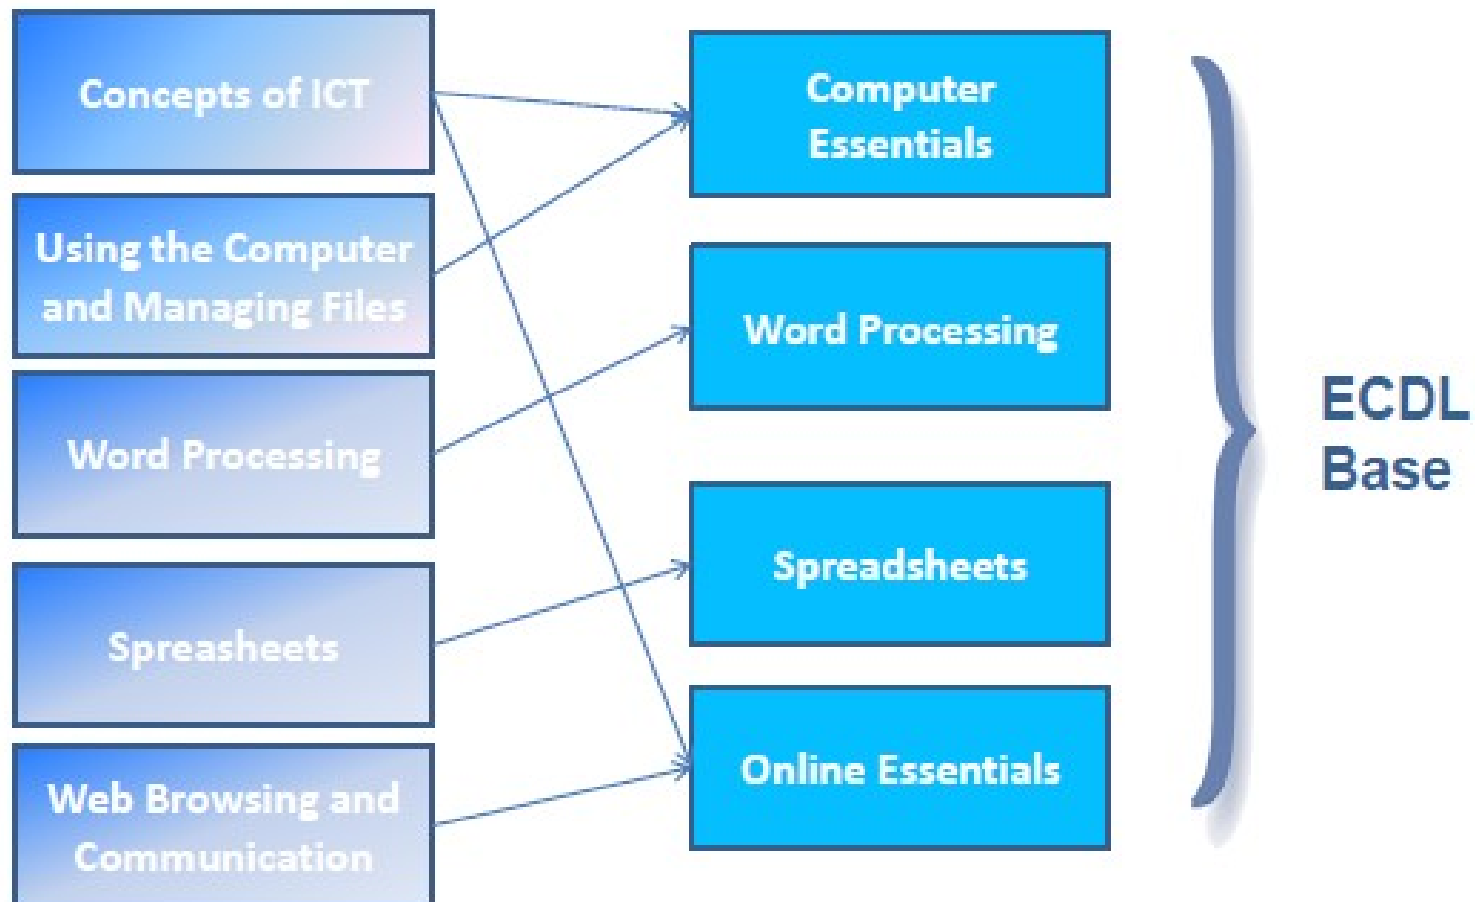 Concepts of ICT
Using the Computer
and Managing Files
Word Processing
Spreasheets
Web Browsing and
Communication
Computer
Essentials
Word Processing
Spreadsheets
Online Essentials
ECDL
Base